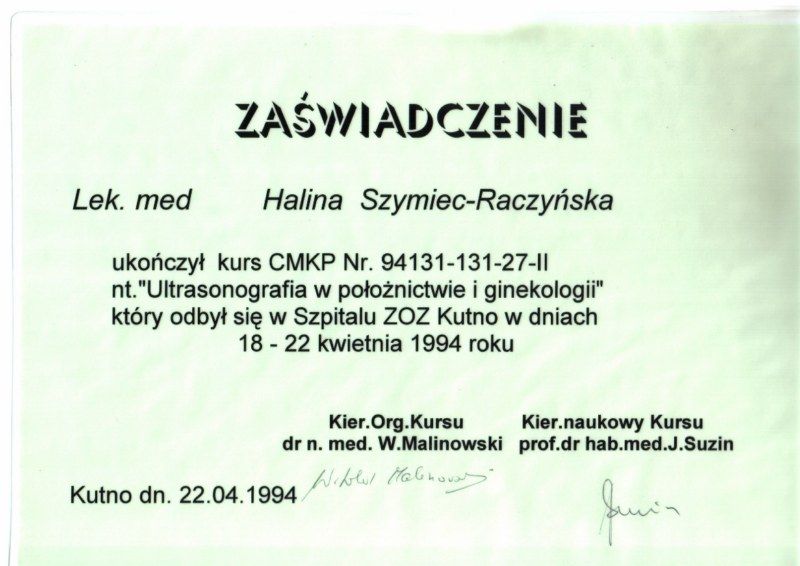 ZAŚWIADCZENIE
Lek. med Halina Szymiec-Raczyńska
ukończył kurs CMKP Nr. 94131-131-27-II
nt."Ultrasonografia w położnictwie i ginekologii"
który odbył się w Szpitalu ZOZ Kutno w dniach
18 - 22 kwietnia 1994 roku
Kier.Org.Kursu Kier.naukowy Kursu
dr n. med. W.Malinowski prof.dr hab.med.J.Suzin
Witold Malinowski
Kutno dn. 22.04.1994